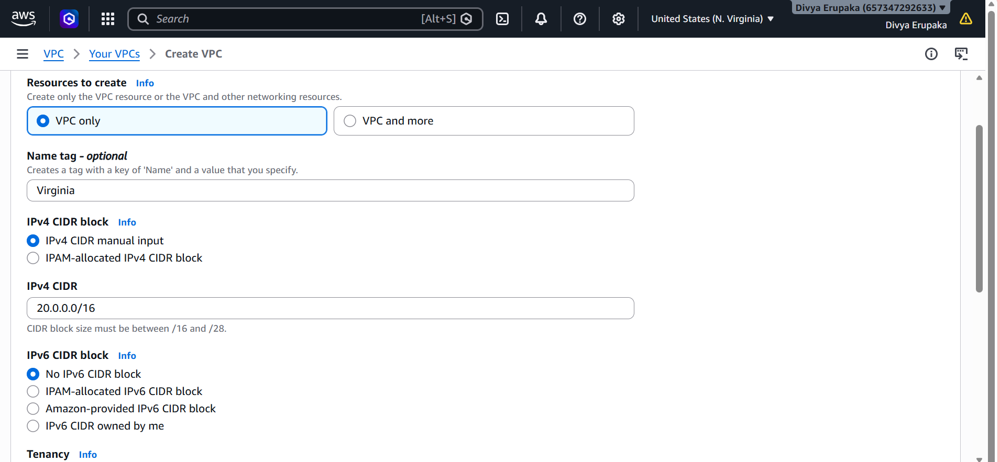 aws
Search
[Alt+S]
United States (N. Virginia)
Divya Erupaka (657347292633)
Divya Erupaka
VPC
Your VPCs
Create VPC
Resources to create Info
Create only the VPC resource or the VPC and other networking resources.
VPC only
VPC and more
Name tag - optional
Creates a tag with a key of 'Name' and a value that you specify.
Virginia
IPv4 CIDR block Info
IPv4 CIDR manual input
IPAM-allocated IPv4 CIDR block
IPv4 CIDR
20.0.0.0/16
CIDR block size must be between /16 and /28.
IPv6 CIDR block Info
No IPv6 CIDR block
IPAM-allocated IPv6 CIDR block
Amazon-provided IPv6 CIDR block
IPv6 CIDR owned by me
Tenancy Info